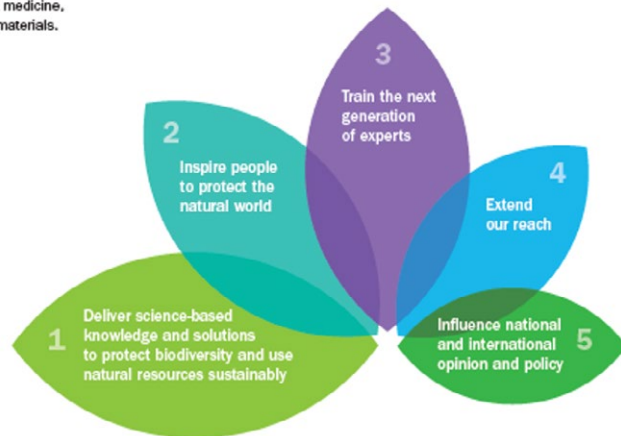 medicine,
materials.
3
Train the next
generation
of experts
2
Inspire people
to protect the
natural world
4
Extend
our reach
1
Deliver science-based
knowledge and solutions
to protect biodiversity and use
natural resources sustainably
Influence national
and international
opinion and policy
5